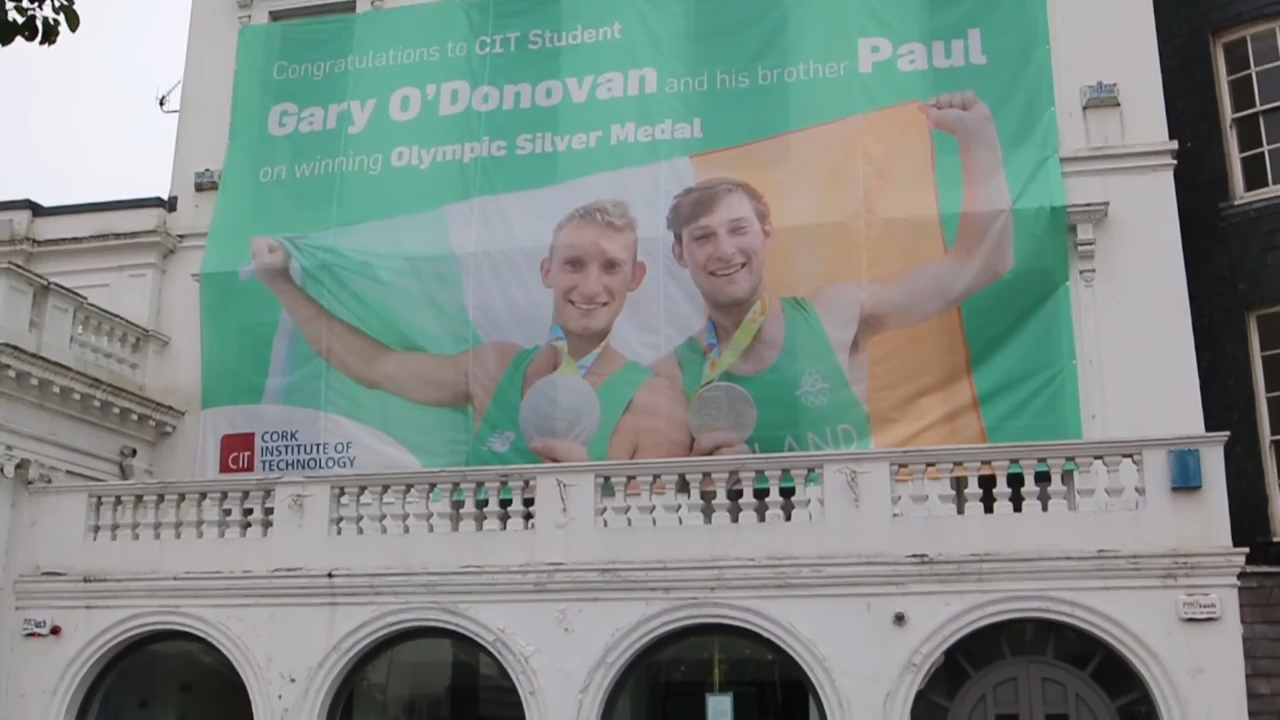 Congratulations to CIT Student
Gary O'Donovan and his brother Paul
on winning Olympic Silver Medal
CIT
CORK
INSTITUTE OF
TECHNOLOGY
LAND